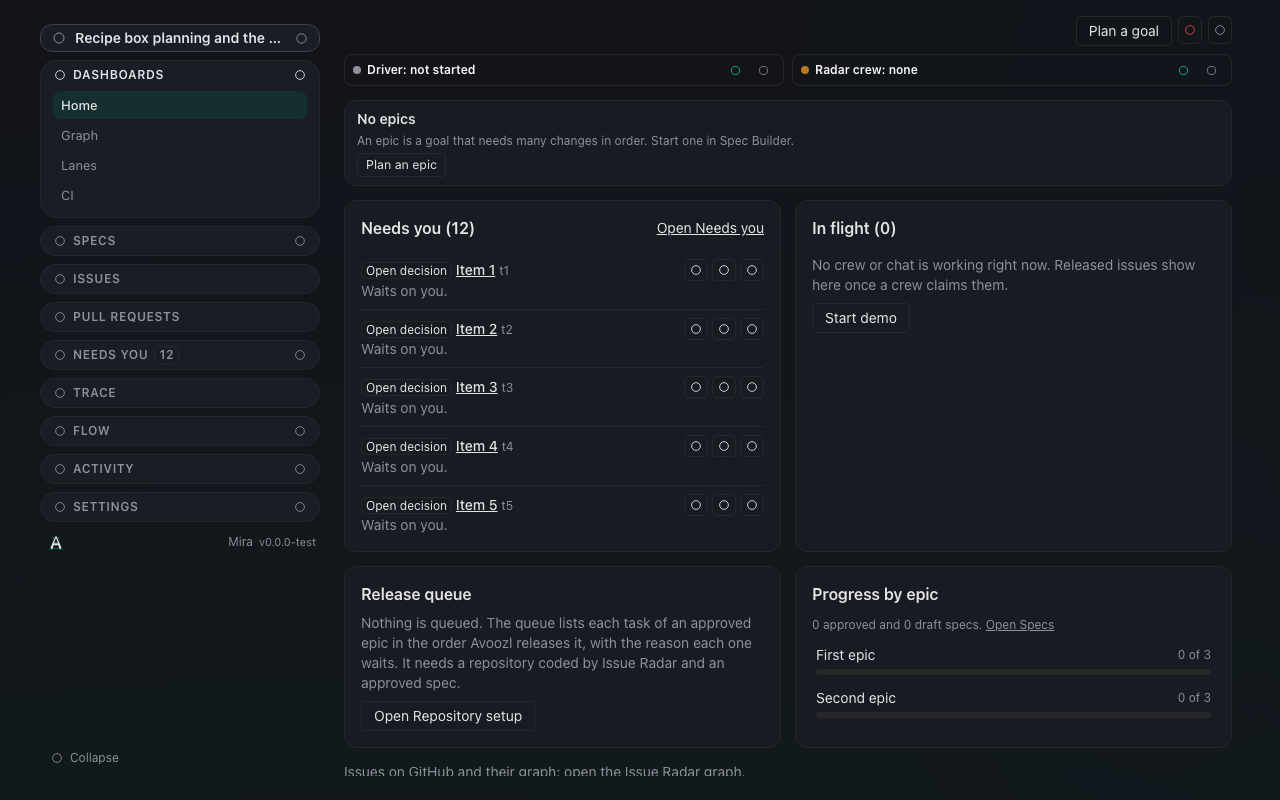 Recipe box planning and the ...
DASHBOARDS
Home
Graph
Lanes
CI
SPECS
ISSUES
PULL REQUESTS
NEEDS YOU 12
TRACE
FLOW
ACTIVITY
SETTINGS
A
Mira v0.0.0-test
Collapse
Plan a goal
Driver: not started
Radar crew: none
No epics
An epic is a goal that needs many changes in order. Start one in Spec Builder.
Plan an epic
Needs you (12)
Open Needs you
Open decision Item 1 t1
Waits on you.
Open decision Item 2 t2
Waits on you.
Open decision Item 3 t3
Waits on you.
Open decision Item 4 t4
Waits on you.
Open decision Item 5 t5
Waits on you.
In flight (0)
No crew or chat is working right now. Released issues show
here once a crew claims them.
Start demo
Release queue
Nothing is queued. The queue lists each task of an approved
epic in the order Avoozl releases it, with the reason each one
waits. It needs a repository coded by Issue Radar and an
approved spec.
Open Repository setup
Progress by epic
0 approved and 0 draft specs. Open Specs
First epic 0 of 3
Second epic 0 of 3
Issues on GitHub and their graph: open the Issue Radar graph.